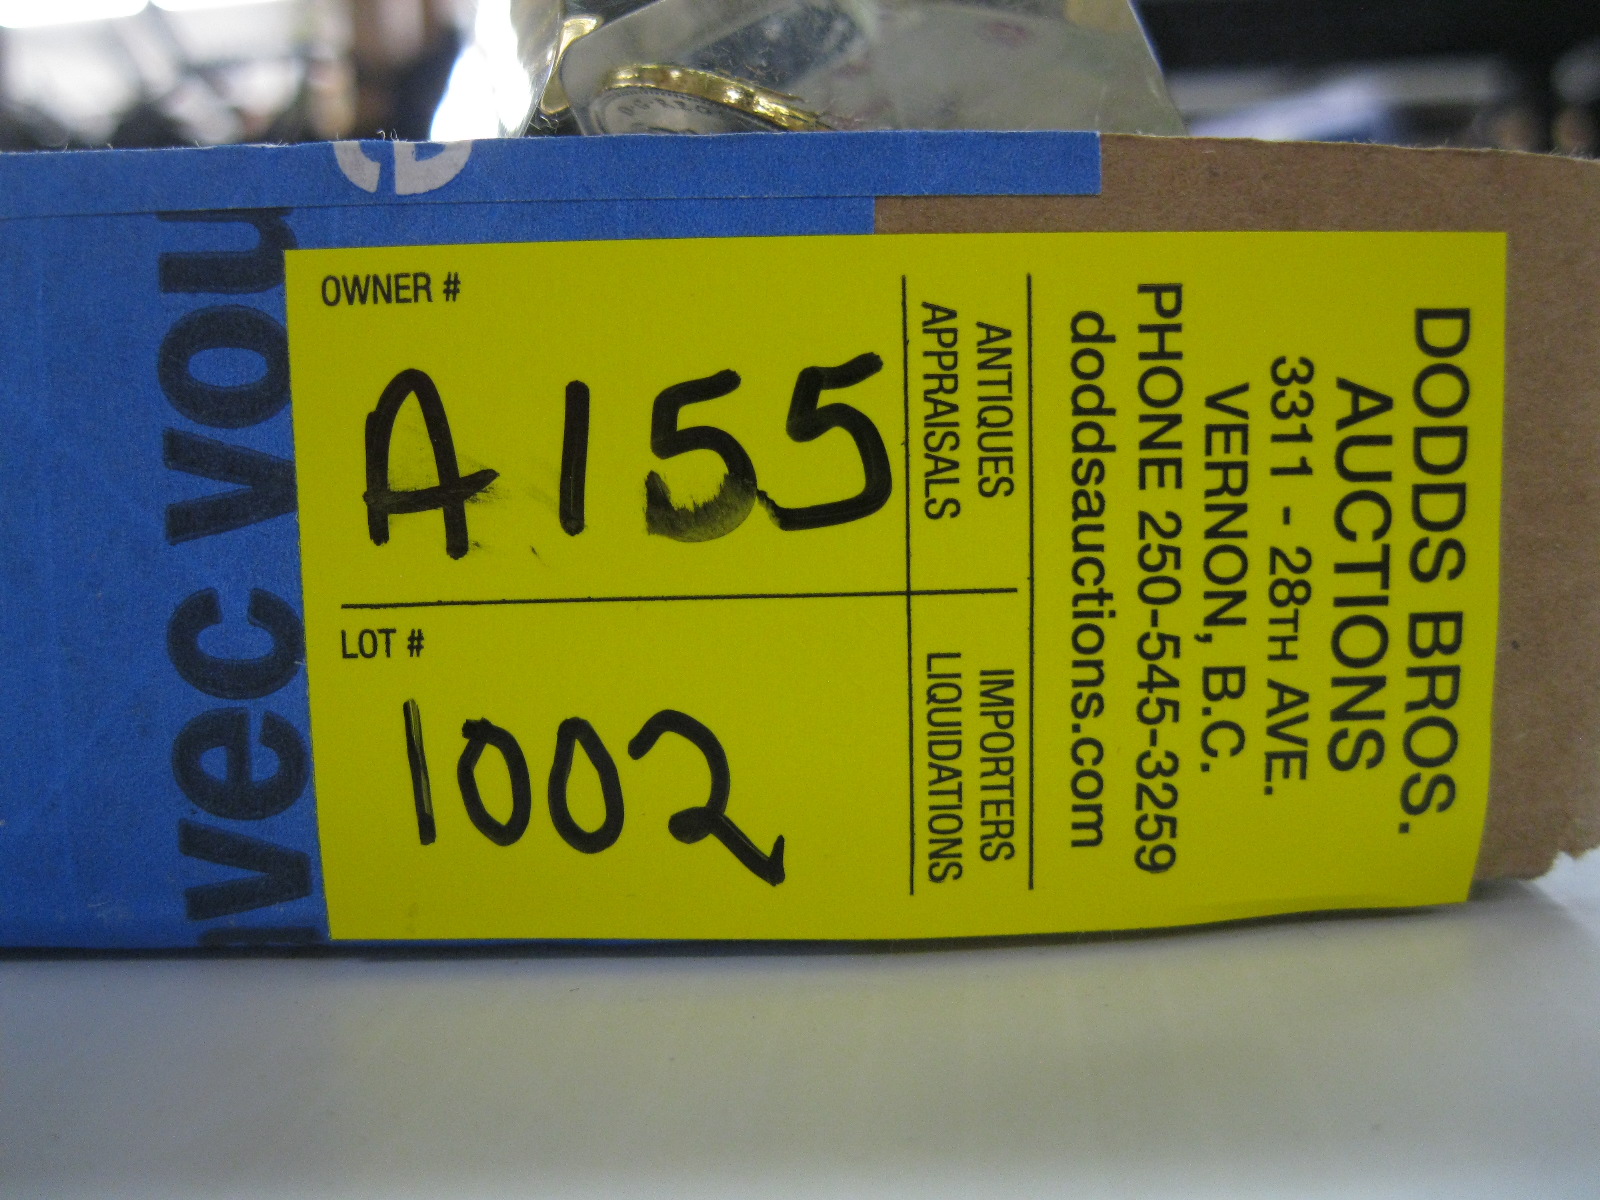 avec vou
OWNER #
A155
LOT #
1002
DODDS BROS.
AUCTIONS
3311 - 28TH AVE.
VERNON, B.C.
PHONE 250-545-3259
doddsauctions.com
ANTIQUES
APPRAISALS
IMPORTERS
LIQUIDATIONS